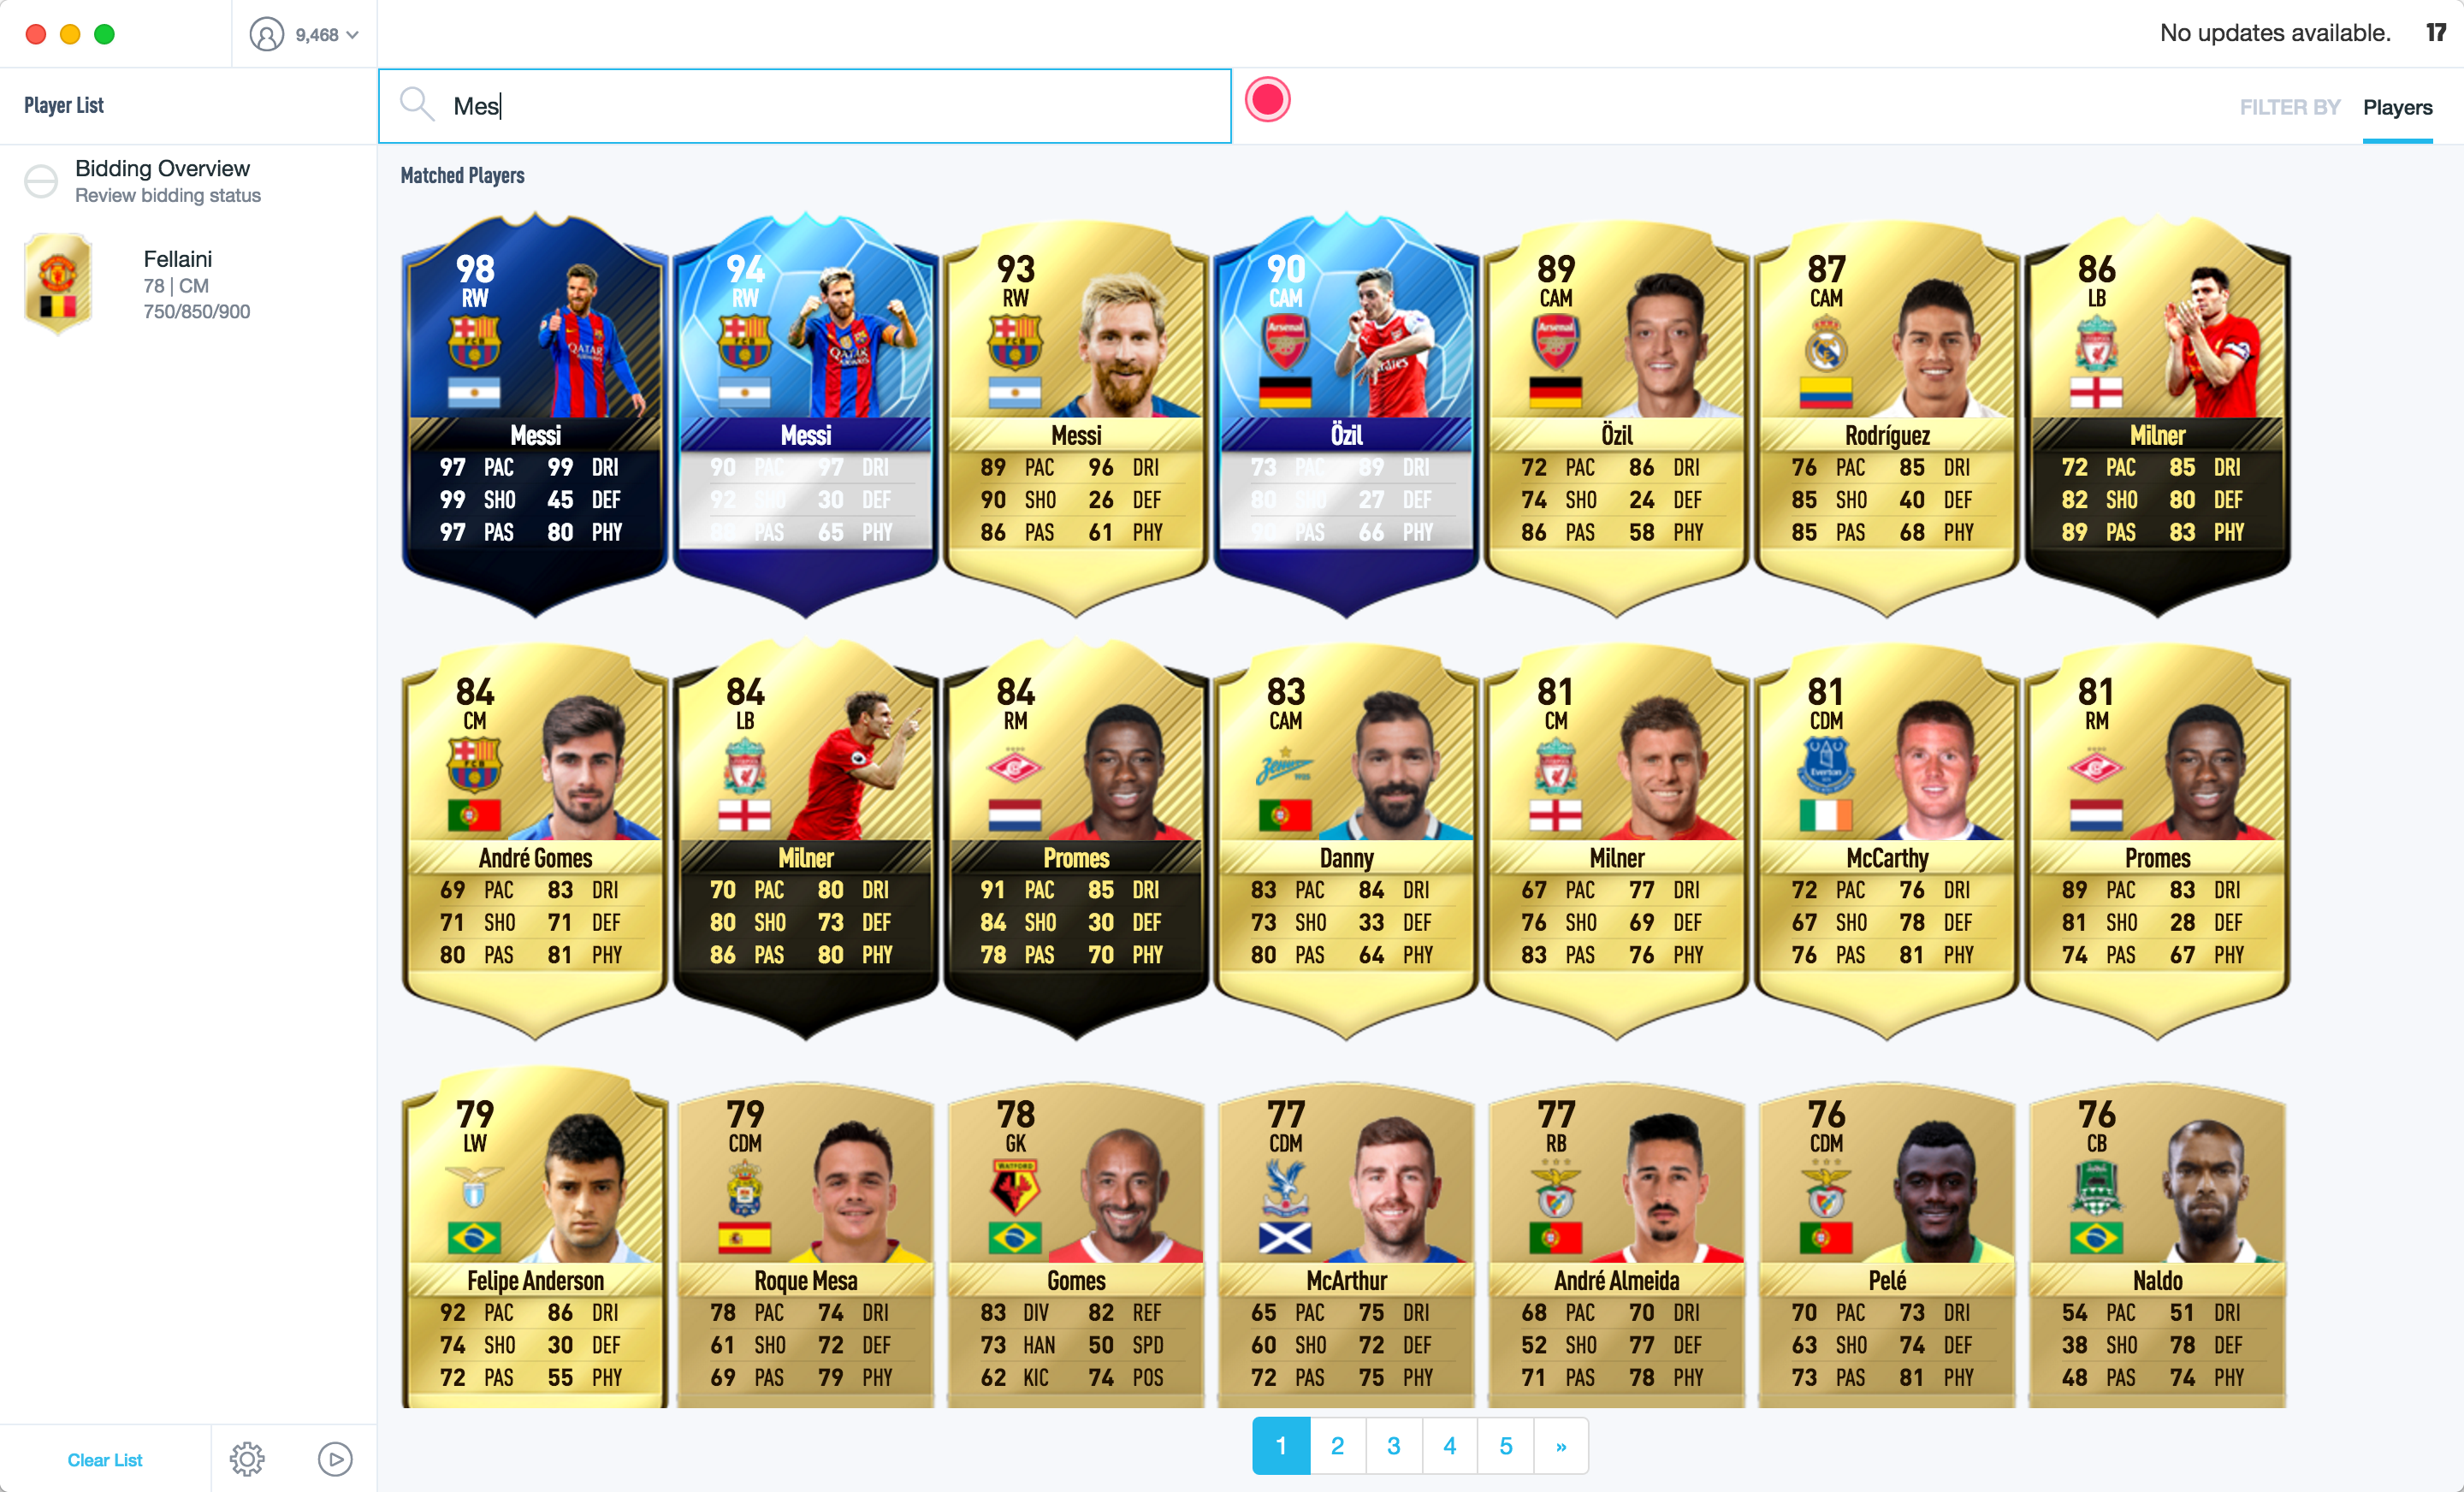 9,468
No updates available.
17
Player List
Mes
FILTER BY
Players
Bidding Overview
Review bidding status
Fellaini
78 | CM
750/850/900
Matched Players
98
RW
Messi
97 PAC 99 DRI
99 SHO 45 DEF
97 PAS 80 PHY
94
RW
Messi
90 PAC 97 DRI
92 SHO 30 DEF
PAS 65 PHY
93
RW
Messi
89 PAC 96 DRI
90 SHO 26 DEF
86 PAS 61 PHY
90
CAM
Arsenal
Özil
73 PAC 89 DRI
80 SHO 27 DEF
90 PAS 66 PHY
89
CAM
Arsenal
Özil
72 PAC 86 DRI
74 SHO 24 DEF
86 PAS 58 PHY
87
CAM
Rodríguez
76 PAC 85 DRI
85 SHO 40 DEF
85 PAS 68 PHY
86
LB
Milner
72 PAC 85 DRI
82 SHO 80 DEF
89 PAS 83 PHY
84
CM
André Gomes
69 PAC 83 DRI
71 SHO 71 DEF
80 PAS 81 PHY
84
LB
Milner
70 PAC 80 DRI
80 SHO 73 DEF
86 PAS 80 PHY
84
RM
Promes
91 PAC 85 DRI
84 SHO 30 DEF
78 PAS 70 PHY
83
CAM
Danny
83 PAC 84 DRI
73 SHO 33 DEF
80 PAS 64 PHY
81
CM
Milner
67 PAC 77 DRI
76 SHO 69 DEF
83 PAS 76 PHY
81
CDM
Everton
McCarthy
72 PAC 76 DRI
67 SHO 78 DEF
76 PAS 81 PHY
81
RM
Promes
89 PAC 83 DRI
81 SHO 28 DEF
74 PAS 67 PHY
79
LW
Felipe Anderson
92 PAC 86 DRI
74 SHO 30 DEF
72 PAS 55 PHY
79
CDM
Roque Mesa
78 PAC 74 DRI
61 SHO 72 DEF
69 PAS 79 PHY
78
GK
WATFORD
Gomes
83 DIV 82 REF
73 HAN 50 SPD
62 KIC 74 POS
77
CDM
McArthur
65 PAC 75 DRI
60 SHO 72 DEF
72 PAS 75 PHY
77
RB
André Almeida
68 PAC 70 DRI
52 SHO 77 DEF
71 PAS 78 PHY
76
CDM
Pelé
70 PAC 73 DRI
63 SHO 74 DEF
73 PAS 81 PHY
76
CB
Naldo
54 PAC 51 DRI
38 SHO 78 DEF
48 PAS 74 PHY
Clear List
1 2 3 4 5 »